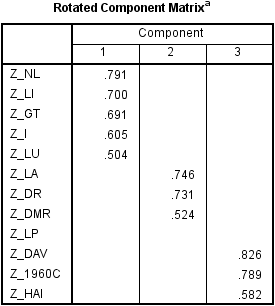 Rotated Component Matrixa
Component
1 2 3
Z_NL .791
Z_LI .700
Z_GT .691
Z_I .605
Z_LU .504
Z_LA .746
Z_DR .731
Z_DMR .524
Z_LP
Z_DAV .826
Z_1960C .789
Z_HAI .582